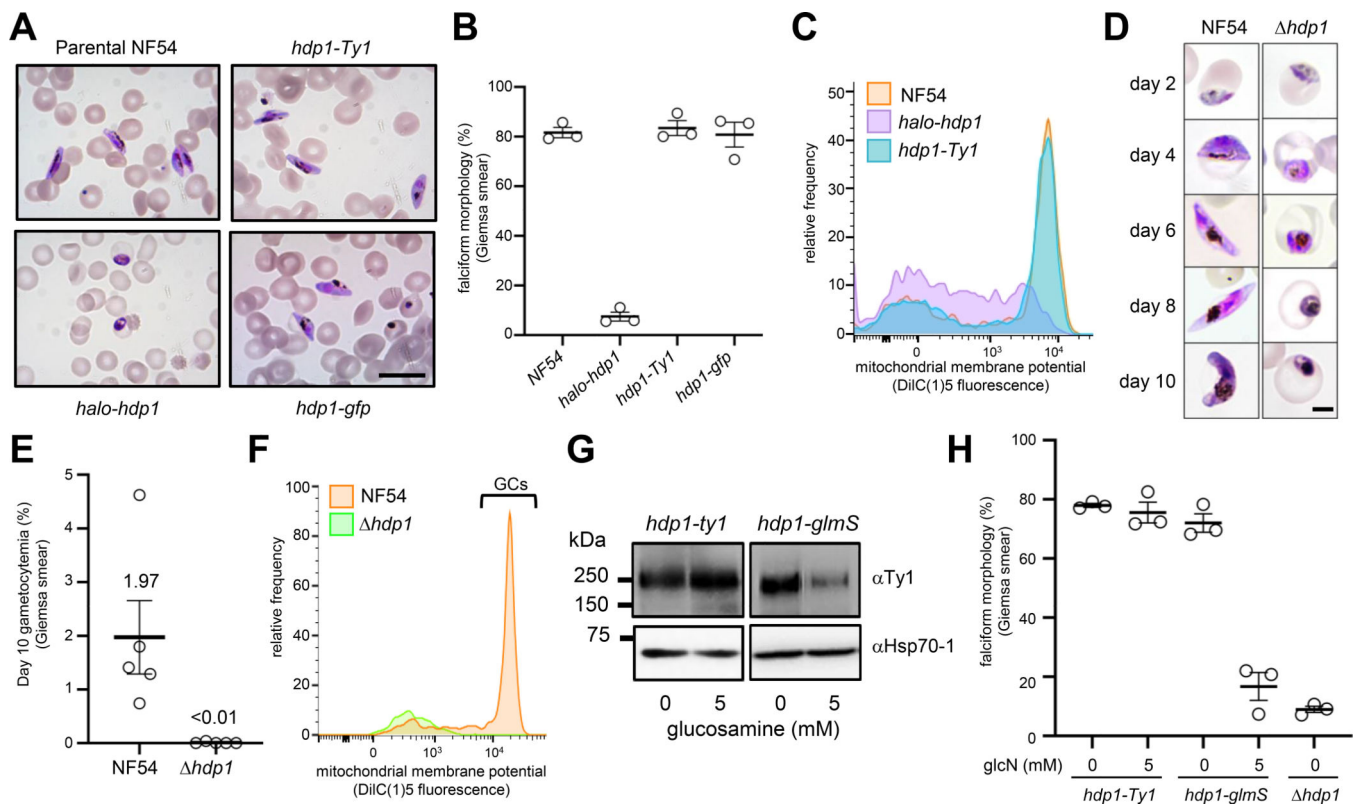 A
Parental NF54
hdp1-Ty1
halo-hdp1
hdp1-gfp
B
falciform morphology (%)
(Giemsa smear)
100
80
60
40
20
0
NF54
halo-hdp1
hdp1-Ty1
hdp1-gfp
C
NF54
halo-hdp1
hdp1-Ty1
relative frequency
50
40
30
20
10
0
0
10³
10⁴
mitochondrial membrane potential
(DiIC(1)5 fluorescence)
D
NF54
Δhdp1
day 2
day 4
day 6
day 8
day 10
E
Day 10 gametocytemia (%)
(Giemsa smear)
5
4
3
2
1
0
1.97
<0.01
NF54
Δhdp1
F
GCs
NF54
Δhdp1
relative frequency
100
80
60
40
20
0
0
10³
10⁴
mitochondrial membrane potential
(DiIC(1)5 fluorescence)
G
hdp1-ty1
hdp1-glmS
kDa
250
150
75
αTy1
αHsp70-1
0
5
0
5
glucosamine (mM)
H
falciform morphology (%)
(Giemsa smear)
100
80
60
40
20
0
glcN (mM)
0
5
0
5
0
hdp1-Ty1
hdp1-glmS
Δhdp1